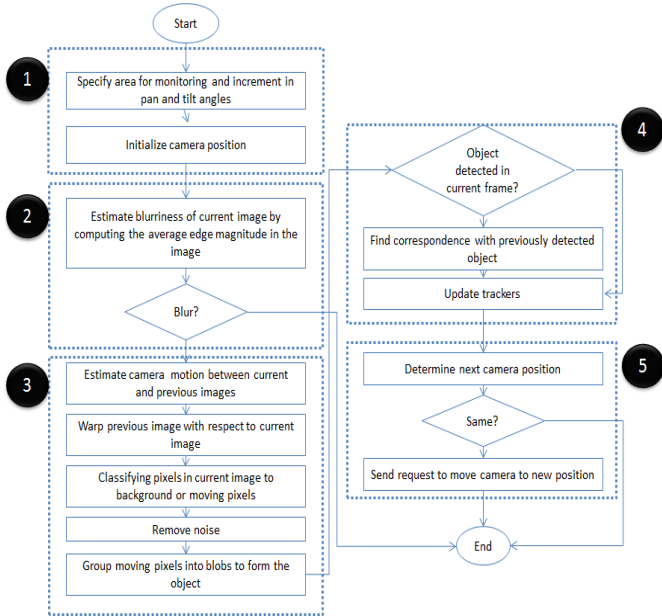 Start
1
Specify area for monitoring and increment in
pan and tilt angles
Initialize camera position
2
Estimate blurriness of current image by
computing the average edge magnitude in the
image
Blur?
3
Estimate camera motion between current
and previous images
Warp previous image with respect to current
image
Classifying pixels in current image to
background or moving pixels
Remove noise
Group moving pixels into blobs to form the
object
4
Object
detected in
current frame?
Find correspondence with previously detected
object
Update trackers
5
Determine next camera position
Same?
Send request to move camera to new position
End